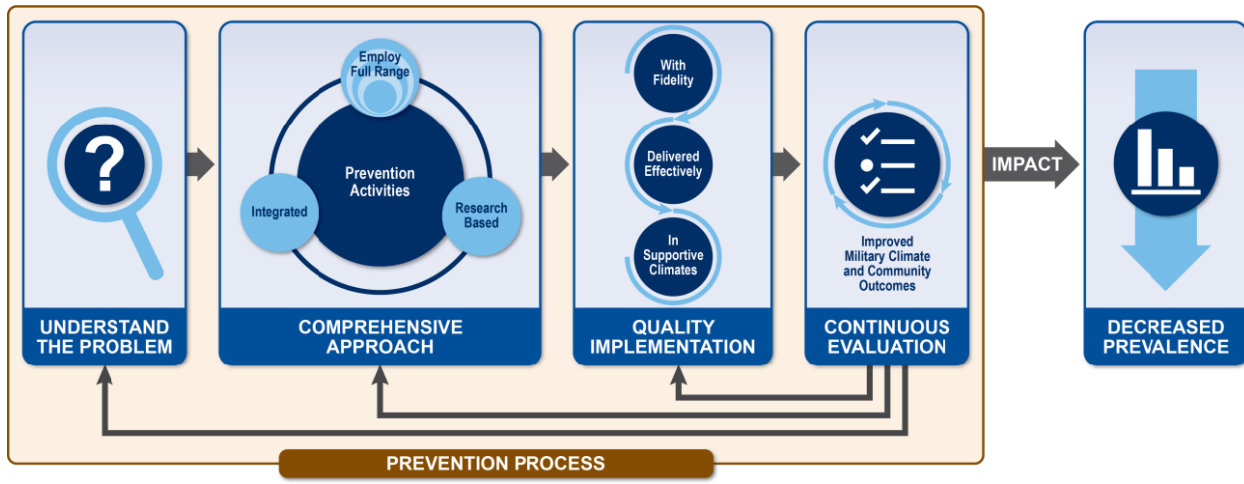 ?
UNDERSTAND
THE PROBLEM
Employ
Full Range
Prevention
Activities
Integrated
Research
Based
COMPREHENSIVE
APPROACH
With
Fidelity
Delivered
Effectively
In
Supportive
Climates
QUALITY
IMPLEMENTATION
Improved
Military Climate
and Community
Outcomes
CONTINUOUS
EVALUATION
IMPACT
DECREASED
PREVALENCE
PREVENTION PROCESS